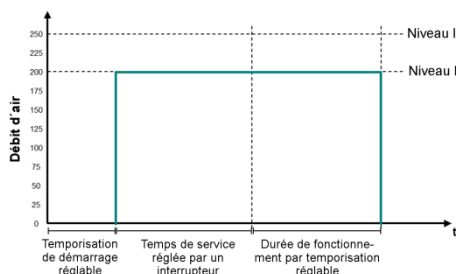 Débit d´air
250
225
200
175
150
125
100
75
50
25
0
Niveau
Niveau
t
Temporisation
de démarrage
réglable
Temps de service
réglée par un
interrupteur
Durée de fonctionne-
ment par temporisation
réglable